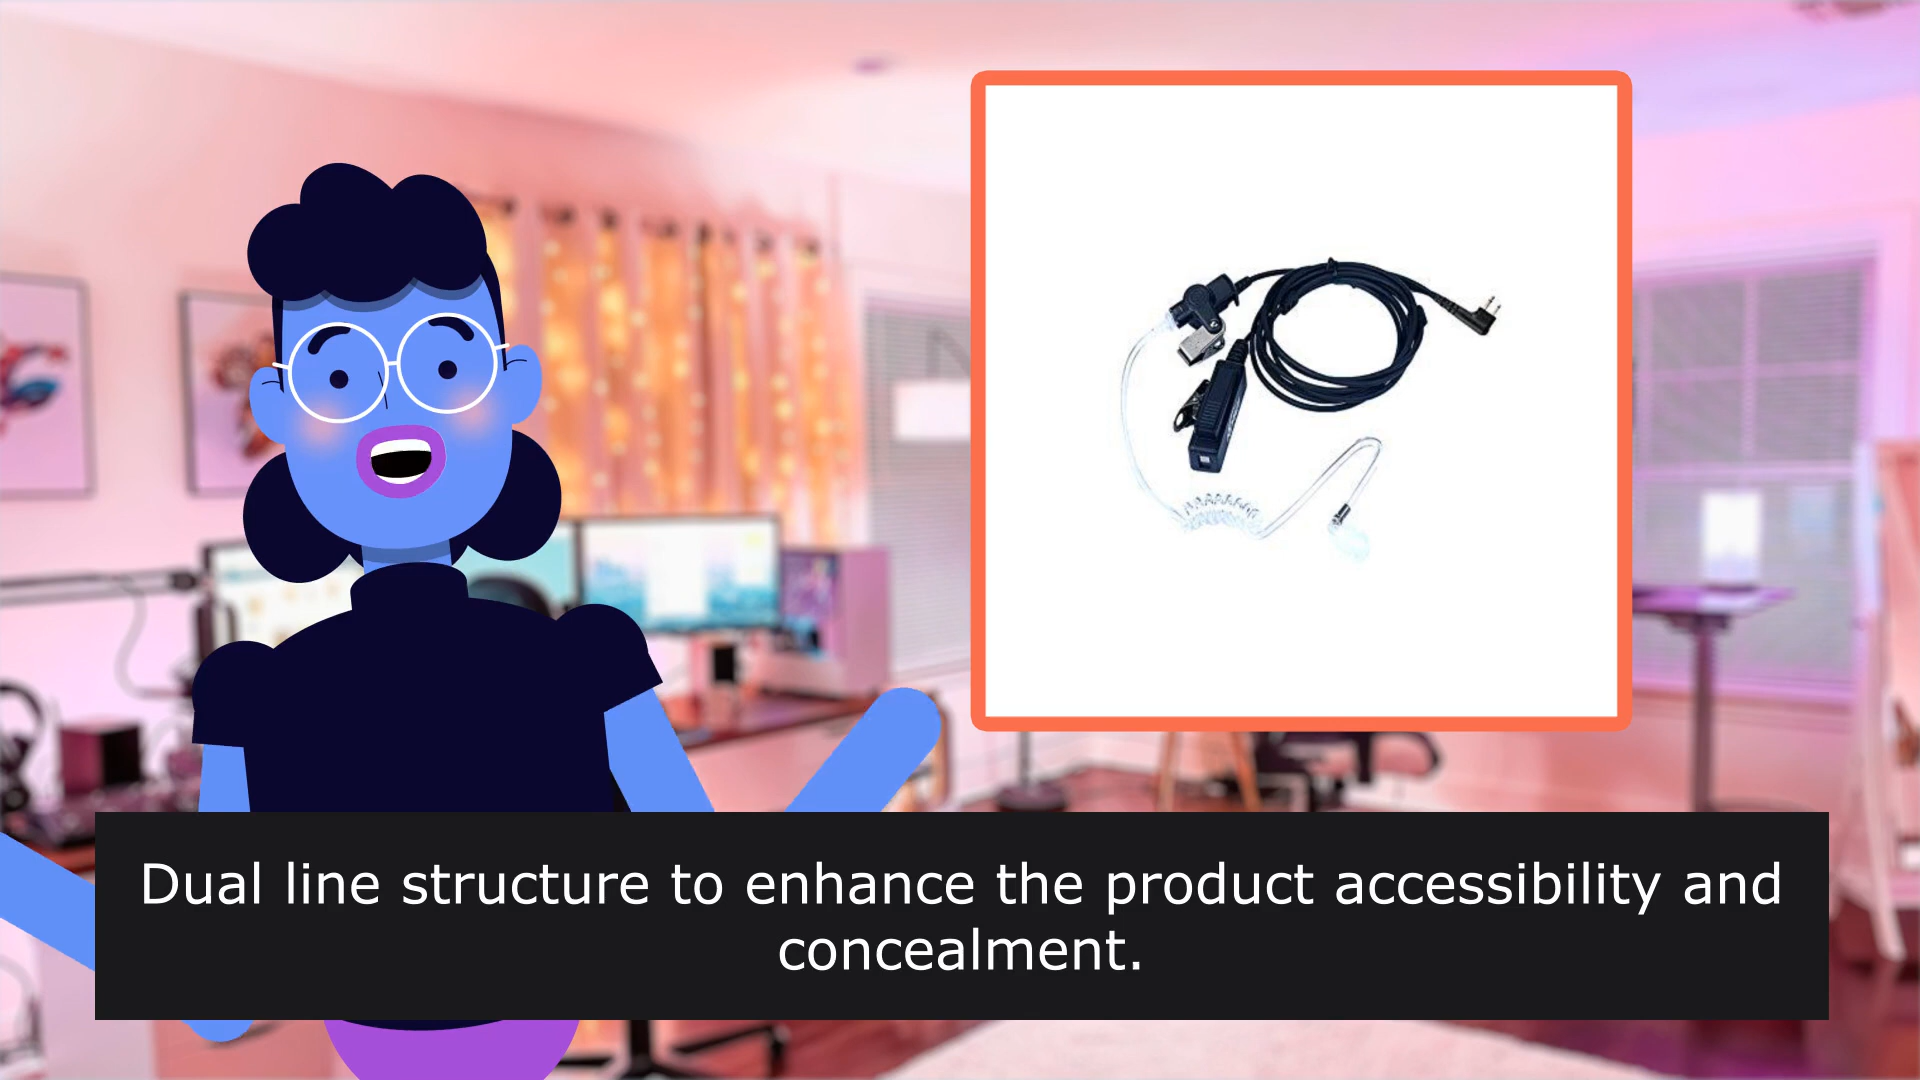 Dual line structure to enhance the product accessibility and
concealment.